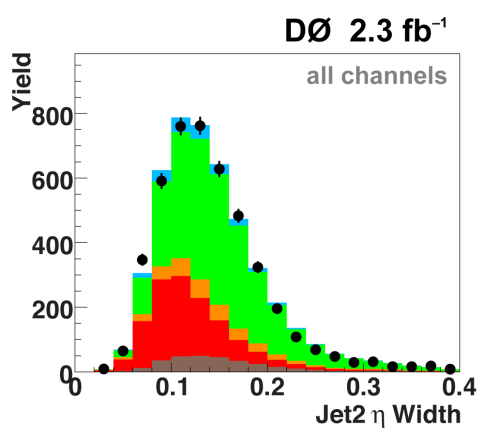 DØ 2.3 fb⁻¹
all channels
Yield
800
600
400
200
0
0 0.1 0.2 0.3 0.4
Jet2 η Width